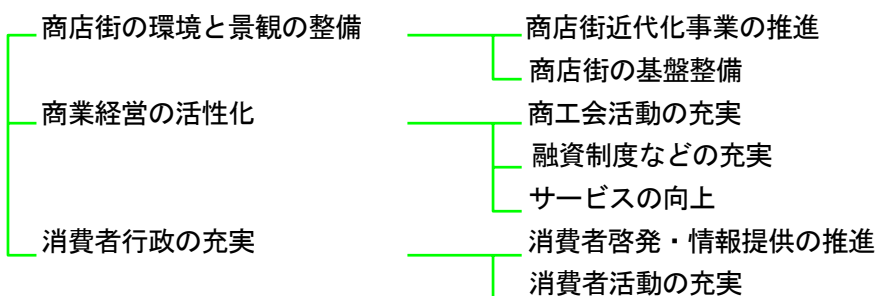 商店街の環境と景観の整備 商店街近代化事業の推進
商店街の基盤整備
商業経営の活性化 商工会活動の充実
融資制度などの充実
サービスの向上
消費者行政の充実 消費者啓発・情報提供の推進
消費者活動の充実